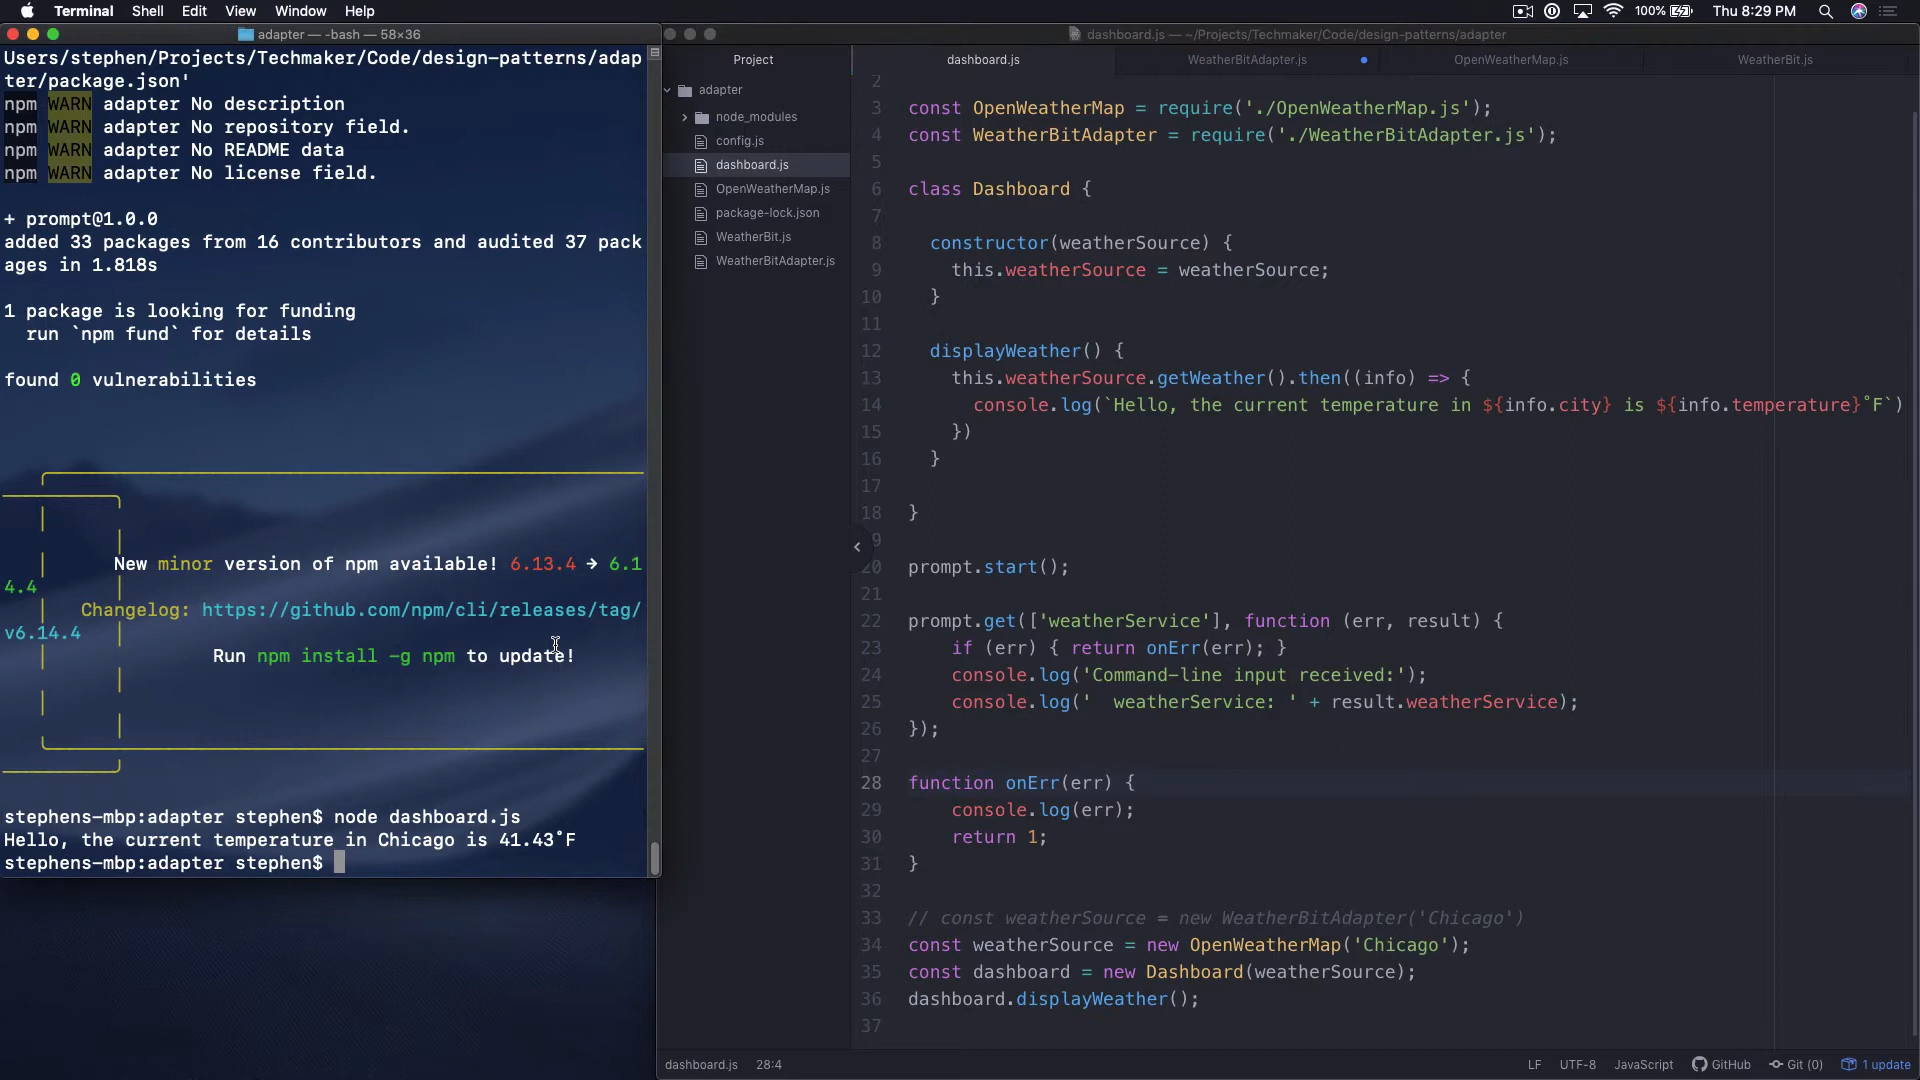 Terminal Shell Edit View Window Help
100% Thu 8:29 PM
adapter — -bash — 58×36
Users/stephen/Projects/Techmaker/Code/design-patterns/adap
ter/package.json'
npm WARN adapter No description
npm WARN adapter No repository field.
npm WARN adapter No README data
npm WARN adapter No license field.
+ prompt@1.0.0
added 33 packages from 16 contributors and audited 37 pack
ages in 1.818s
1 package is looking for funding
run `npm fund` for details
found 0 vulnerabilities
New minor version of npm available! 6.13.4 → 6.1
4.4
Changelog: https://github.com/npm/cli/releases/tag/
v6.14.4
Run npm install -g npm to update!
stephens-mbp:adapter stephen$ node dashboard.js
Hello, the current temperature in Chicago is 41.43°F
stephens-mbp:adapter stephen$
dashboard.js — ~/Projects/Techmaker/Code/design-patterns/adapter
Project
adapter
node_modules
config.js
dashboard.js
OpenWeatherMap.js
package-lock.json
WeatherBit.js
WeatherBitAdapter.js
dashboard.js WeatherBitAdapter.js OpenWeatherMap.js WeatherBit.js
2
3 const OpenWeatherMap = require('./OpenWeatherMap.js');
4 const WeatherBitAdapter = require('./WeatherBitAdapter.js');
5
6 class Dashboard {
7
8 constructor(weatherSource) {
9 this.weatherSource = weatherSource;
10 }
11
12 displayWeather() {
13 this.weatherSource.getWeather().then((info) => {
14 console.log(`Hello, the current temperature in ${info.city} is ${info.temperature}°F`)
15 })
16 }
17
18 }
9
20 prompt.start();
21
22 prompt.get(['weatherService'], function (err, result) {
23 if (err) { return onErr(err); }
24 console.log('Command-line input received:');
25 console.log('  weatherService: ' + result.weatherService);
26 });
27
28 function onErr(err) {
29 console.log(err);
30 return 1;
31 }
32
33 // const weatherSource = new WeatherBitAdapter('Chicago')
34 const weatherSource = new OpenWeatherMap('Chicago');
35 const dashboard = new Dashboard(weatherSource);
36 dashboard.displayWeather();
37
dashboard.js 28:4 LF UTF-8 JavaScript GitHub Git (0) 1 update